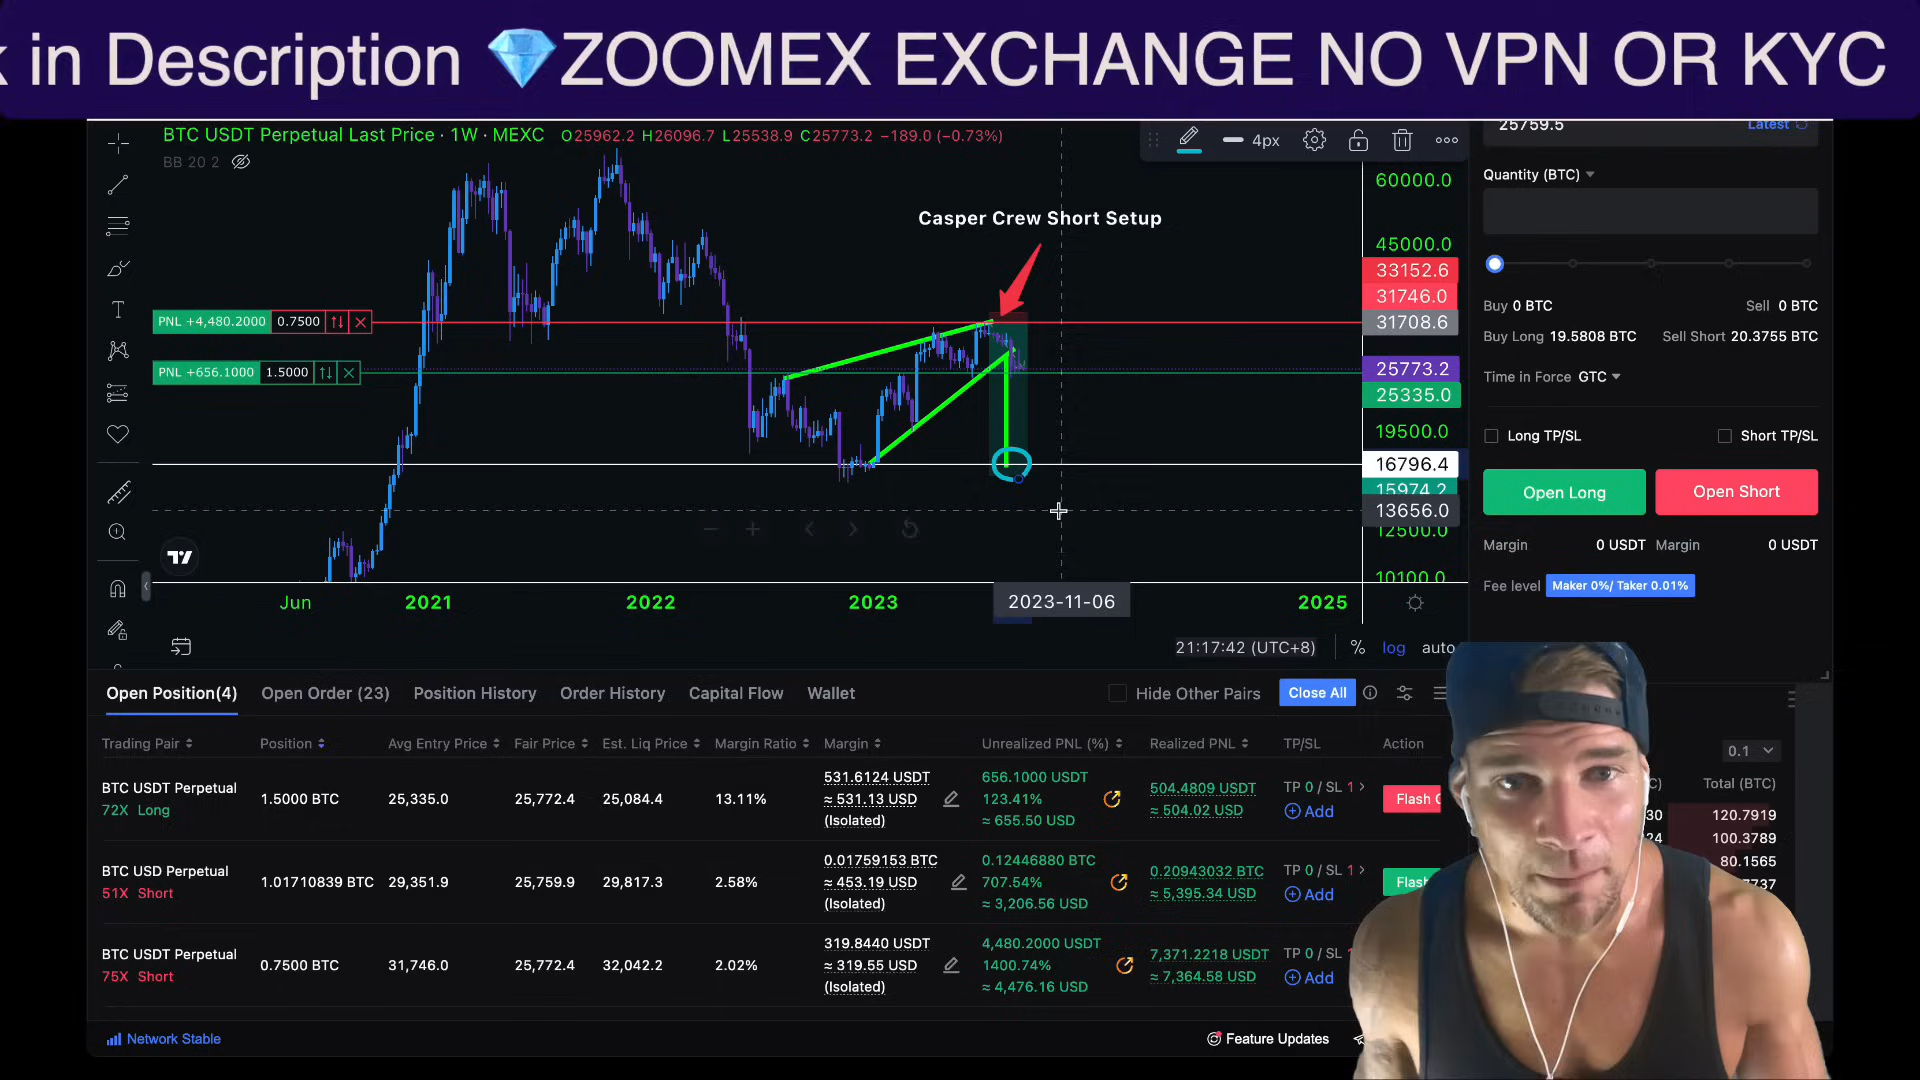 k in Description 💎ZOOMEX EXCHANGE NO VPN OR KYC
BTC USDT Perpetual Last Price · 1W · MEXC O25962.2 H26096.7 L25538.9 C25773.2 −189.0 (−0.73%)
BB 20 2
4px
Casper Crew Short Setup
PNL +4,480.2000 0.7500
PNL +656.1000 1.5000
60000.0
45000.0
33152.6
31746.0
31708.6
25773.2
25335.0
19500.0
16796.4
15974.2
13656.0
12500.0
10100.0
Jun 2021 2022 2023 2023-11-06 2025
21:17:42 (UTC+8) % log auto
25759.5 Latest
Quantity (BTC)
Buy 0 BTC Sell 0 BTC
Buy Long 19.5808 BTC Sell Short 20.3755 BTC
Time in Force GTC
Long TP/SL Short TP/SL
Open Long Open Short
Margin 0 USDT Margin 0 USDT
Fee level Maker 0%/ Taker 0.01%
Open Position(4) Open Order (23) Position History Order History Capital Flow Wallet Hide Other Pairs Close All
Trading Pair Position Avg Entry Price Fair Price Est. Liq Price Margin Ratio Margin Unrealized PNL (%) Realized PNL TP/SL Action
BTC USDT Perpetual
72X Long
1.5000 BTC 25,335.0 25,772.4 25,084.4 13.11%
531.6124 USDT
≈ 531.13 USD
(Isolated)
656.1000 USDT
123.41%
≈ 655.50 USD
504.4809 USDT
≈ 504.02 USD
TP 0 / SL 1
Add
Flash
BTC USD Perpetual
51X Short
1.01710839 BTC 29,351.9 25,759.9 29,817.3 2.58%
0.01759153 BTC
≈ 453.19 USD
(Isolated)
0.12446880 BTC
707.54%
≈ 3,206.56 USD
0.20943032 BTC
≈ 5,395.34 USD
TP 0 / SL 1
Add
Flash
BTC USDT Perpetual
75X Short
0.7500 BTC 31,746.0 25,772.4 32,042.2 2.02%
319.8440 USDT
≈ 319.55 USD
(Isolated)
4,480.2000 USDT
1400.74%
≈ 4,476.16 USD
7,371.2218 USDT
≈ 7,364.58 USD
TP 0 / SL 1
Add
0.1
C) Total (BTC)
30 120.7919
24 100.3789
80.1565
7737
Network Stable
Feature Updates